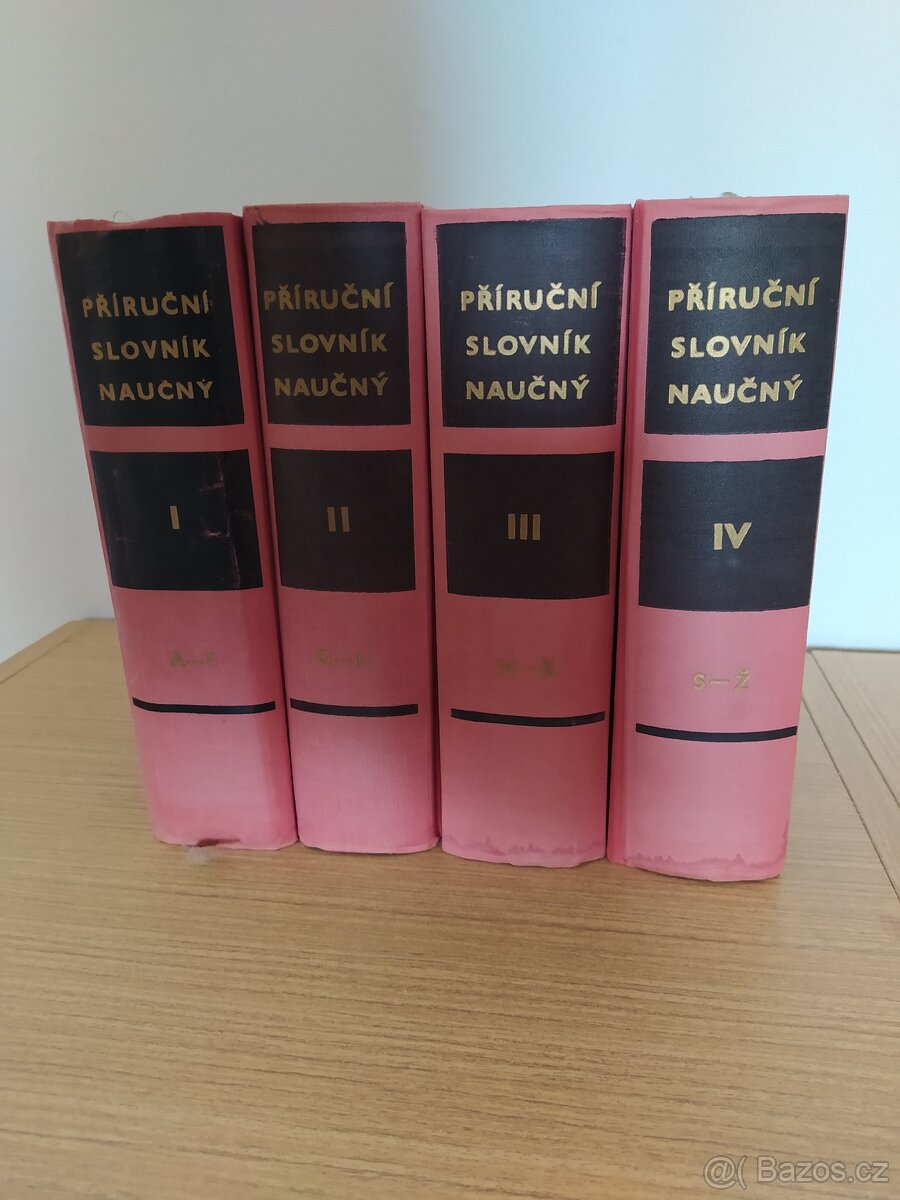 PŘÍRUČNÍ
SLOVNÍK
NAUČNÝ
I
A—F
PŘÍRUČNÍ
SLOVNÍK
NAUČNÝ
II
G—L
PŘÍRUČNÍ
SLOVNÍK
NAUČNÝ
III
M—Ř
PŘÍRUČNÍ
SLOVNÍK
NAUČNÝ
IV
S—Ž
@( Bazos.cz